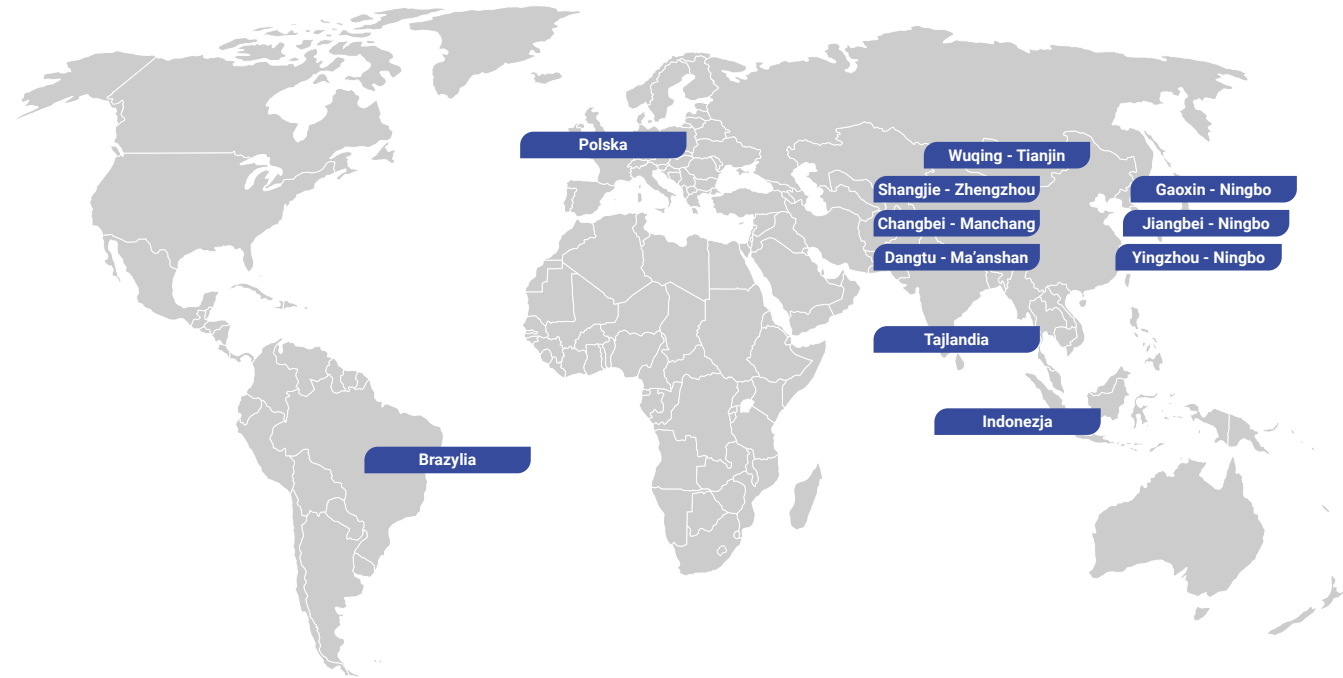 Polska
Wuqing - Tianjin
Shangjie - Zhengzhou
Gaoxin - Ningbo
Changbei - Manchang
Jiangbei - Ningbo
Dangtu - Ma’anshan
Yingzhou - Ningbo
Tajlandia
Indonezja
Brazylia